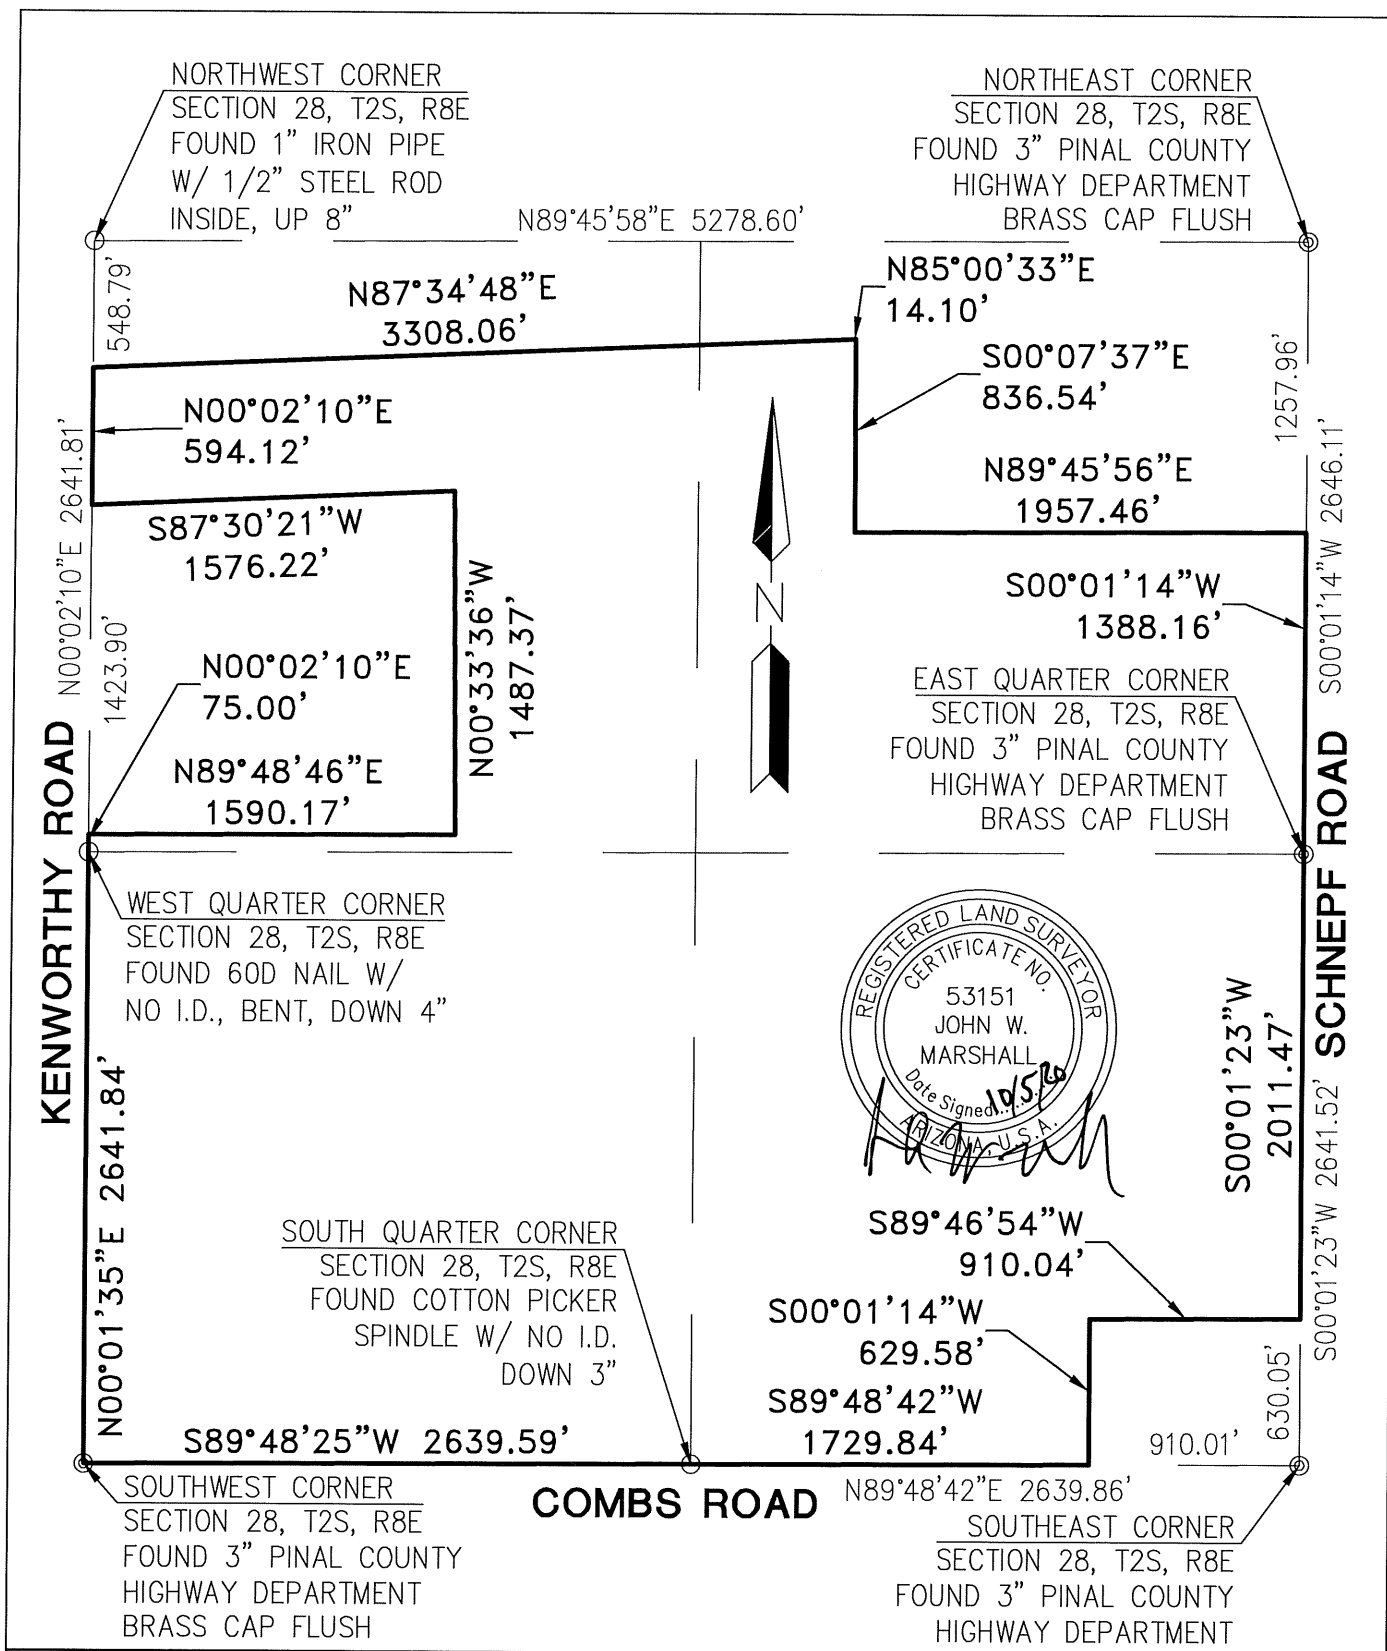 NORTHWEST CORNER
SECTION 28, T2S, R8E
FOUND 1" IRON PIPE
W/ 1/2" STEEL ROD
INSIDE, UP 8"
NORTHEAST CORNER
SECTION 28, T2S, R8E
FOUND 3" PINAL COUNTY
HIGHWAY DEPARTMENT
BRASS CAP FLUSH
N89°45'58"E 5278.60'
548.79'
N87°34'48"E
3308.06'
N85°00'33"E
14.10'
S00°07'37"E
836.54'
1257.96'
N00°02'10"E
594.12'
N89°45'56"E
1957.46'
S00°01'14"W 2646.11'
N00°02'10"E 2641.81'
S87°30'21"W
1576.22'
N00°33'36"W
1487.37'
N
S00°01'14"W
1388.16'
1423.90'
N00°02'10"E
75.00'
N89°48'46"E
1590.17'
EAST QUARTER CORNER
SECTION 28, T2S, R8E
FOUND 3" PINAL COUNTY
HIGHWAY DEPARTMENT
BRASS CAP FLUSH
KENWORTHY ROAD
SCHNEPF ROAD
WEST QUARTER CORNER
SECTION 28, T2S, R8E
FOUND 60D NAIL W/
NO I.D., BENT, DOWN 4"
REGISTERED LAND SURVEYOR
CERTIFICATE NO.
53151
JOHN W.
MARSHALL
Date Signed 10/5/20
ARIZONA, U.S.A.
S00°01'23"W
2011.47'
S00°01'23"W 2641.52'
N00°01'35"E 2641.84'
SOUTH QUARTER CORNER
SECTION 28, T2S, R8E
FOUND COTTON PICKER
SPINDLE W/ NO I.D.
DOWN 3"
S89°46'54"W
910.04'
S00°01'14"W
629.58'
S89°48'42"W
1729.84'
630.05'
910.01'
S89°48'25"W 2639.59'
COMBS ROAD
N89°48'42"E 2639.86'
SOUTHWEST CORNER
SECTION 28, T2S, R8E
FOUND 3" PINAL COUNTY
HIGHWAY DEPARTMENT
BRASS CAP FLUSH
SOUTHEAST CORNER
SECTION 28, T2S, R8E
FOUND 3" PINAL COUNTY
HIGHWAY DEPARTMENT